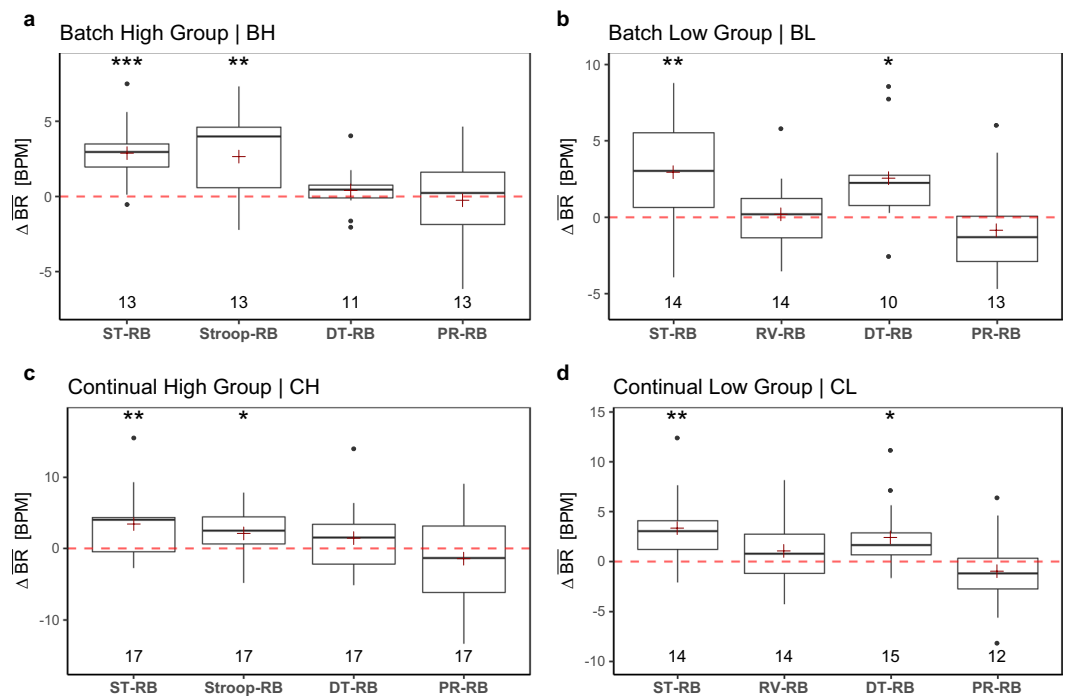 a
Batch High Group | BH
*** **
Δ BR [BPM]
5
0
-5
13 13 11 13
ST-RB Stroop-RB DT-RB PR-RB
b
Batch Low Group | BL
** *
Δ BR [BPM]
10
5
0
-5
14 14 10 13
ST-RB RV-RB DT-RB PR-RB
c
Continual High Group | CH
** *
Δ BR [BPM]
10
0
-10
17 17 17 17
ST-RB Stroop-RB DT-RB PR-RB
d
Continual Low Group | CL
** *
Δ BR [BPM]
15
10
5
0
-5
-10
14 14 15 12
ST-RB RV-RB DT-RB PR-RB